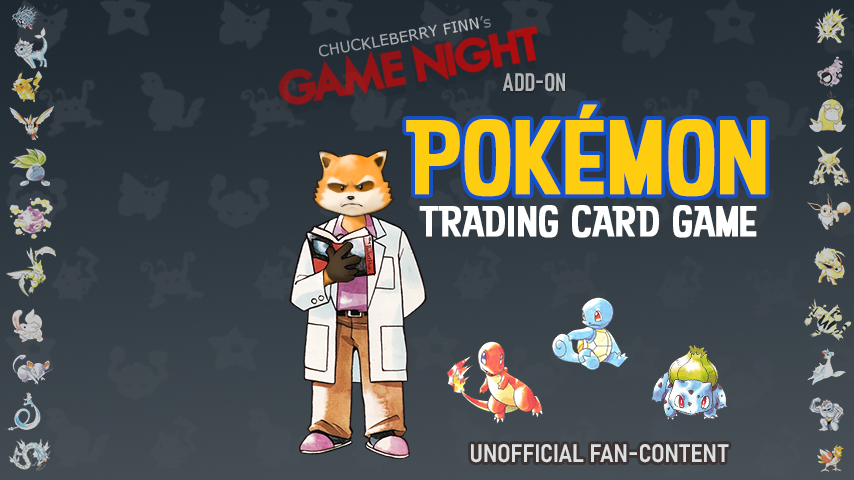 CHUCKLEBERRY FINN's
GAME NIGHT
ADD-ON
POKÉMON
TRADING CARD GAME
UNOFFICIAL FAN-CONTENT